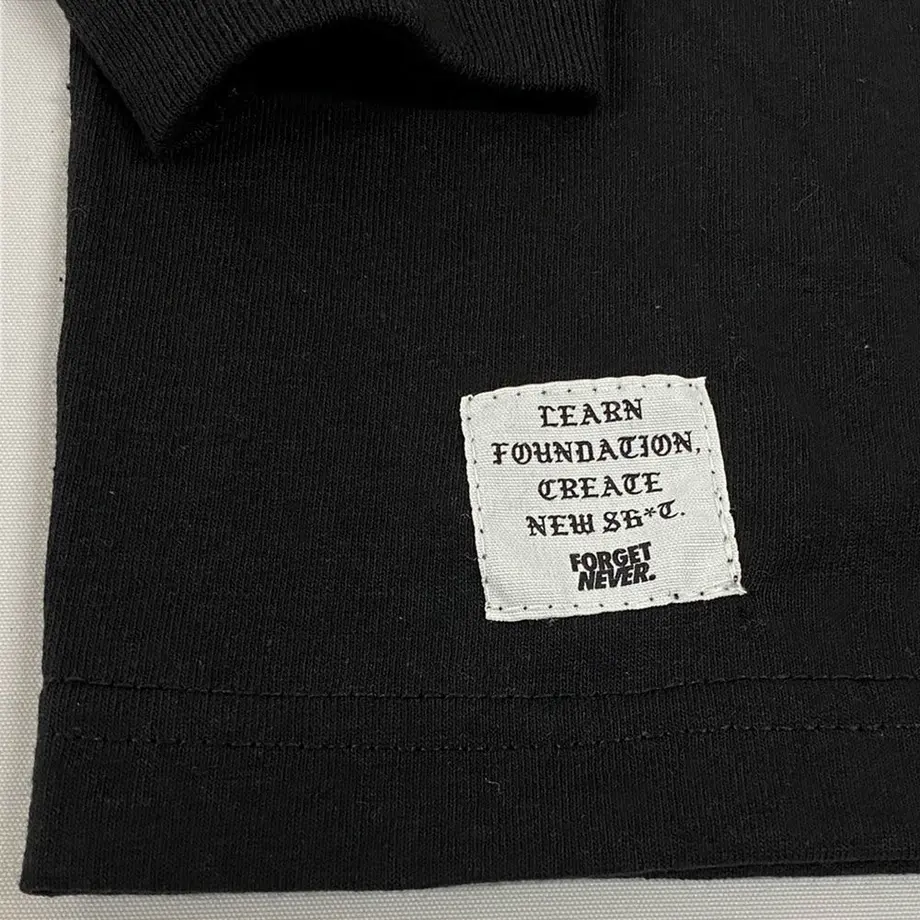 LEARN
FOUNDATION,
CREATE
NEW SH*T.
FORGET
NEVER.